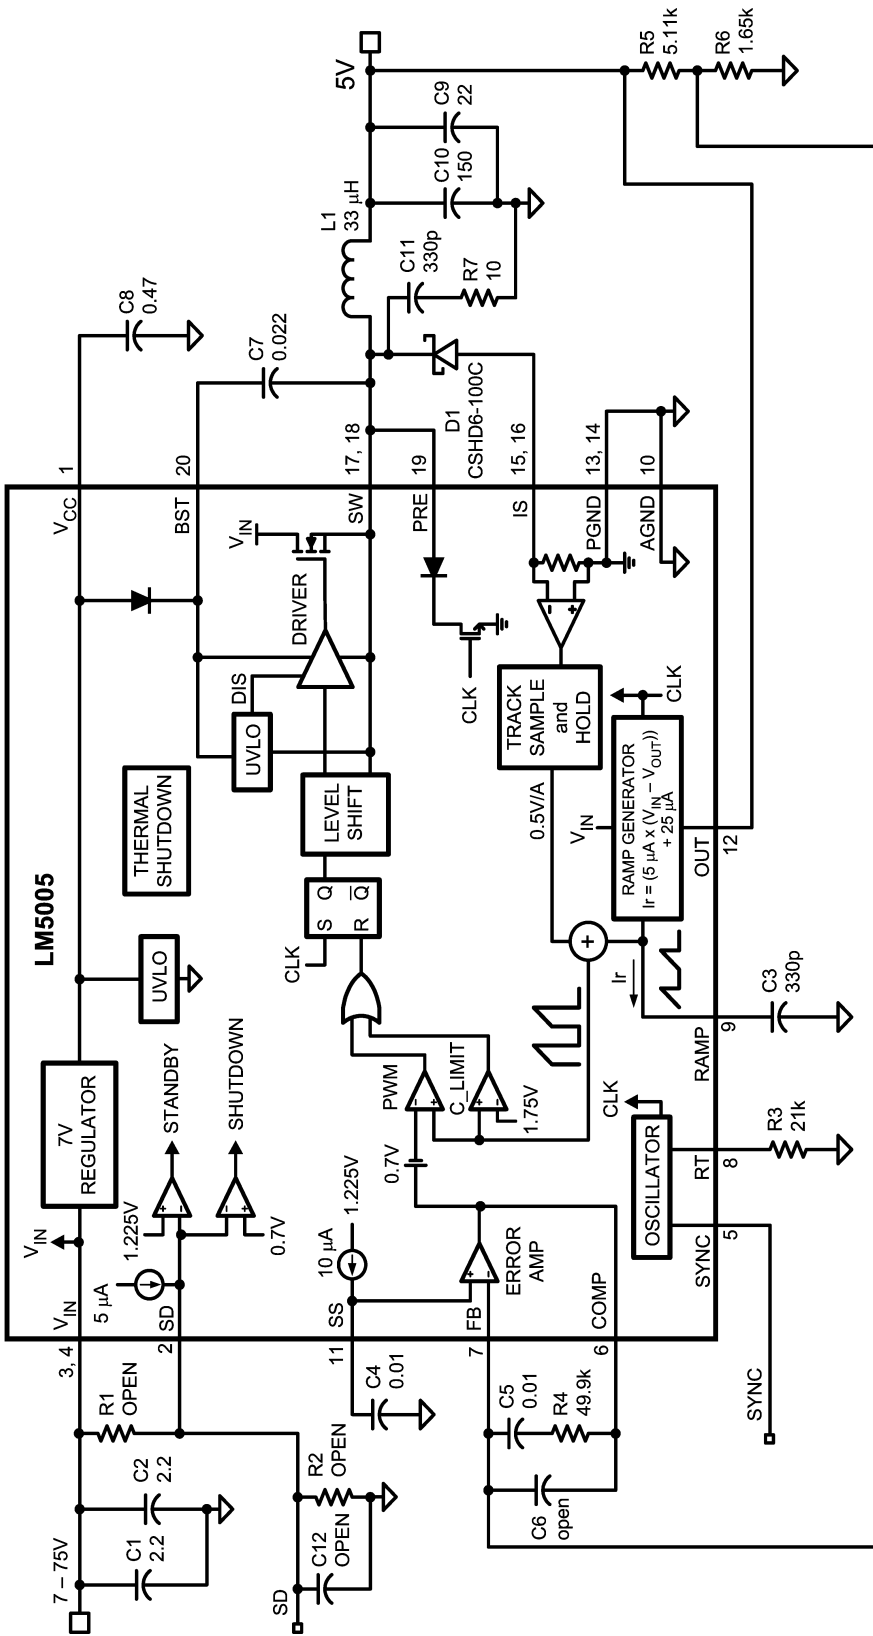 LM5005
7 – 75V
C1
2.2
C2
2.2
R1
OPEN
3, 4
V_IN
V_IN
7V
REGULATOR
UVLO
THERMAL
SHUTDOWN
V_CC
1
C8
0.47
SD
C12
OPEN
R2
OPEN
2
SD
5 µA
1.225V
0.7V
STANDBY
SHUTDOWN
UVLO
DIS
DRIVER
V_IN
BST
20
C7
0.022
CLK
S
Q
R
Q
LEVEL
SHIFT
SW
17, 18
L1
33 µH
5V
11
SS
C4
0.01
10 µA
1.225V
0.7V
PWM
C_LIMIT
1.75V
CLK
PRE
19
D1
CSHD6-100C
C11
330p
R7
10
C10
150
C9
22
7
FB
ERROR
AMP
COMP
6
C5
0.01
R4
49.9k
C6
open
0.5V/A
TRACK
SAMPLE
and
HOLD
IS
15, 16
PGND
13, 14
AGND
10
CLK
V_IN
RAMP GENERATOR
Ir = (5 µA x (V_IN – V_OUT))
+ 25 µA
Ir
OUT
12
RAMP
9
C3
330p
OSCILLATOR
CLK
RT
8
R3
21k
SYNC
5
SYNC
R5
5.11k
R6
1.65k